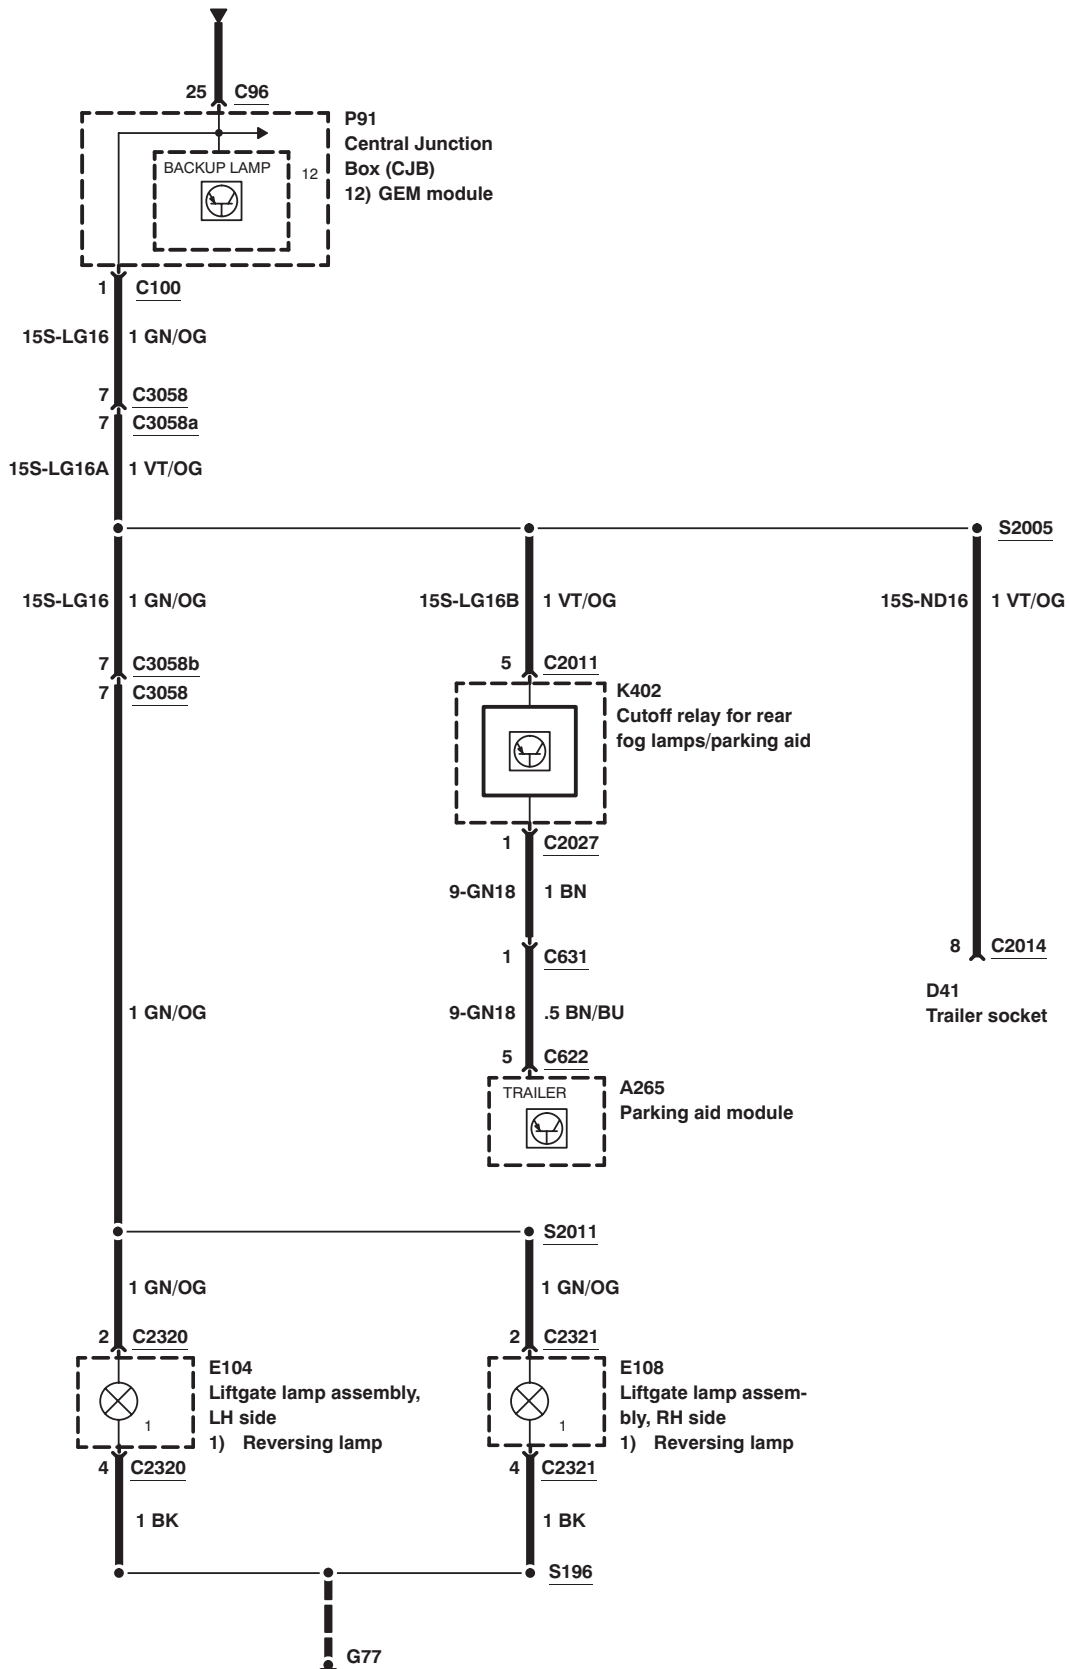 25 C96
P91
Central Junction
Box (CJB)
12) GEM module
BACKUP LAMP 12
1 C100
15S-LG16 1 GN/OG
7 C3058
7 C3058a
15S-LG16A 1 VT/OG
S2005
15S-LG16 1 GN/OG
15S-LG16B 1 VT/OG
15S-ND16 1 VT/OG
7 C3058b
7 C3058
5 C2011
K402
Cutoff relay for rear
fog lamps/parking aid
1 C2027
9-GN18 1 BN
1 C631
8 C2014
D41
Trailer socket
1 GN/OG
9-GN18 .5 BN/BU
5 C622
TRAILER
A265
Parking aid module
S2011
1 GN/OG
1 GN/OG
2 C2320
2 C2321
E104
Liftgate lamp assembly,
LH side
1) Reversing lamp
1
E108
Liftgate lamp assem-
bly, RH side
1) Reversing lamp
1
4 C2320
4 C2321
1 BK
1 BK
S196
G77